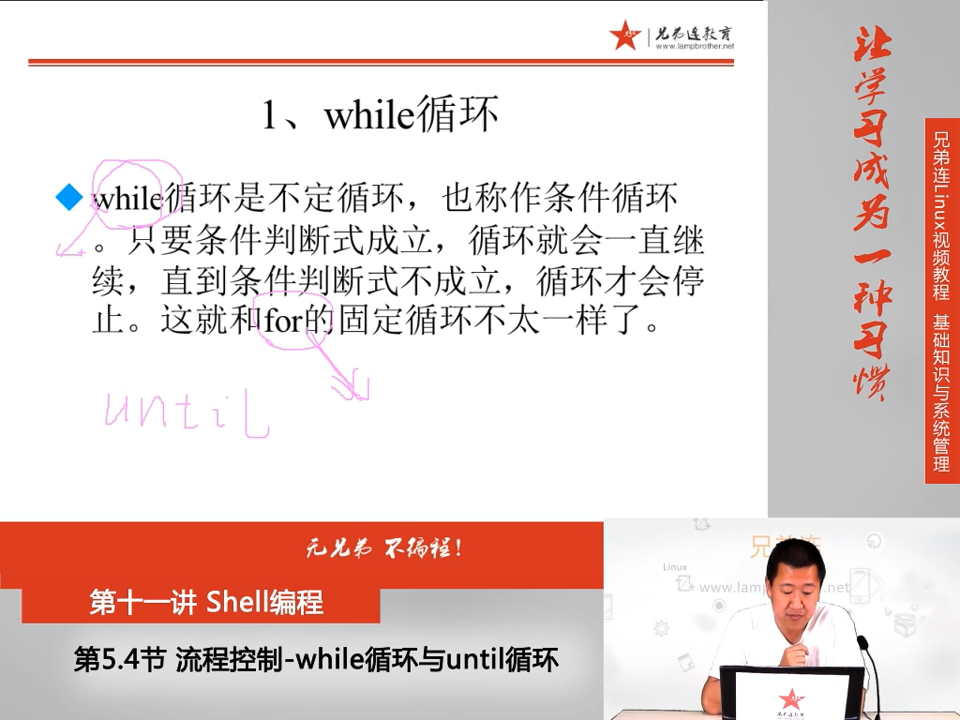 兄弟连教育
www.lampbrother.net
1、while循环
while循环是不定循环，也称作条件循环
。只要条件判断式成立，循环就会一直继
续，直到条件判断式不成立，循环才会停
止。这就和for的固定循环不太一样了。
until
让学习成为一种习惯
兄弟连Linux视频教程 基础知识与系统管理
无兄弟 不编程!
第十一讲 Shell编程
第5.4节 流程控制-while循环与until循环
兄弟连
Linux
兄弟连教育